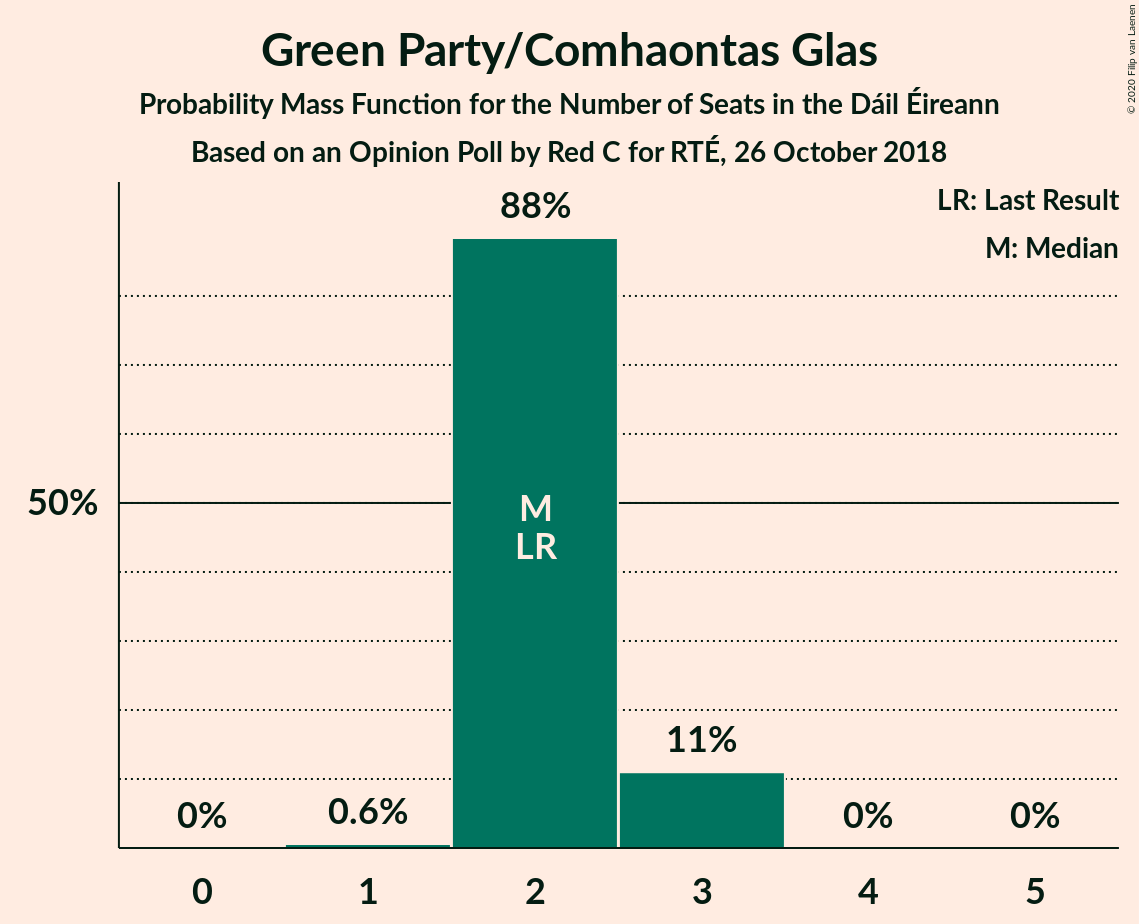 Green Party/Comhaontas Glas
Probability Mass Function for the Number of Seats in the Dáil Éireann
Based on an Opinion Poll by Red C for RTÉ, 26 October 2018
© 2020 Filip van Laenen
LR: Last Result
M: Median
88%
50%
M
LR
11%
0%
0.6%
0%
0%
0
1
2
3
4
5